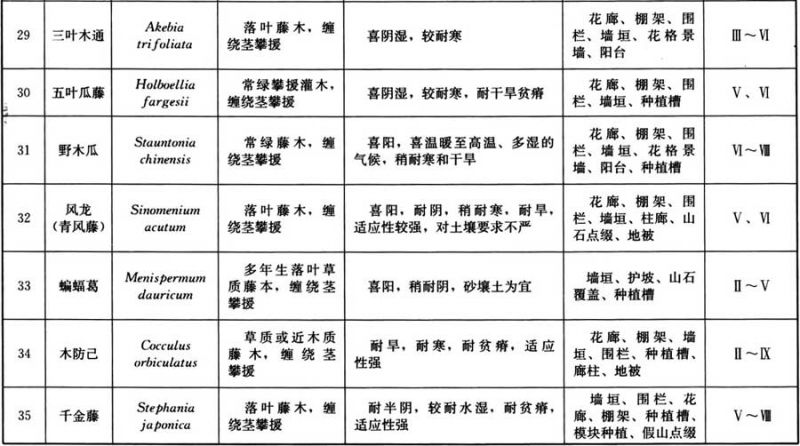 29 三叶木通 Akebia trifoliata 落叶藤木，缠绕茎攀援 喜阴湿，较耐寒 花廊、棚架、围栏、墙垣、花格景墙、阳台 Ⅲ～Ⅵ
30 五叶瓜藤 Holboellia fargesii 常绿攀援灌木，缠绕茎攀援 喜阴湿，较耐寒，耐干旱贫瘠 花廊、棚架、围栏、墙垣、种植槽 Ⅴ、Ⅵ
31 野木瓜 Stauntonia chinensis 常绿藤木，缠绕茎攀援 喜阳，喜温暖至高温、多湿的气候，稍耐寒和干旱 花廊、棚架、围栏、墙垣、花格景墙、阳台、种植槽 Ⅵ～Ⅷ
32 风龙（青风藤） Sinomenium acutum 落叶藤木，缠绕茎攀援 喜阳，耐阴，稍耐寒，耐旱，适应性较强，对土壤要求不严 花廊、棚架、围栏、墙垣、柱廊、山石点缀、地被 Ⅴ、Ⅵ
33 蝙蝠葛 Menispermum dauricum 多年生落叶草质藤本，缠绕茎攀援 喜阳，稍耐阴，砂壤土为宜 墙垣、护坡、山石覆盖、种植槽 Ⅱ～Ⅴ
34 木防己 Cocculus orbiculatus 草质或近木质藤木，缠绕茎攀援 耐旱，耐寒，耐贫瘠，适应性强 花廊、棚架、墙垣、围栏、种植槽、廊柱、地被 Ⅱ～Ⅸ
35 千金藤 Stephania japonica 落叶藤木，缠绕茎攀援 耐半阴，较耐水湿，耐贫瘠，适应性强 墙垣、围栏、花廊、棚架、种植槽、模块种植、假山点缀 Ⅴ～Ⅷ